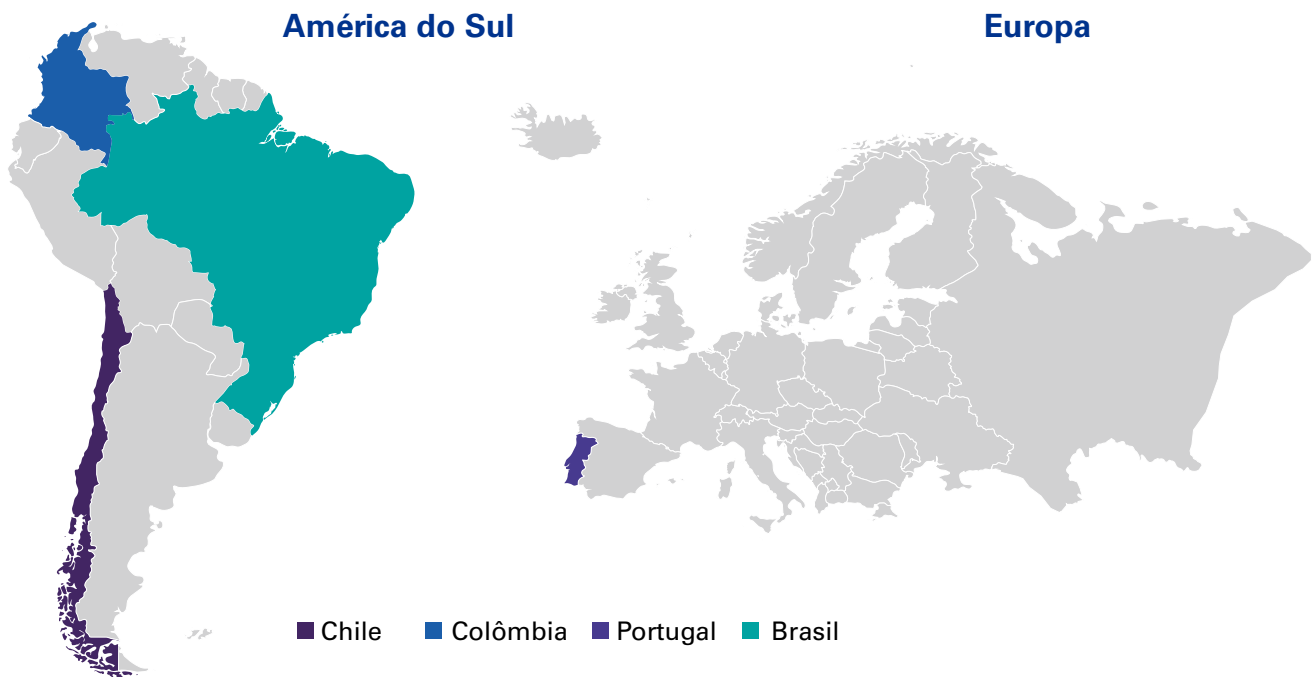 América do Sul
Europa
Chile
Colômbia
Portugal
Brasil